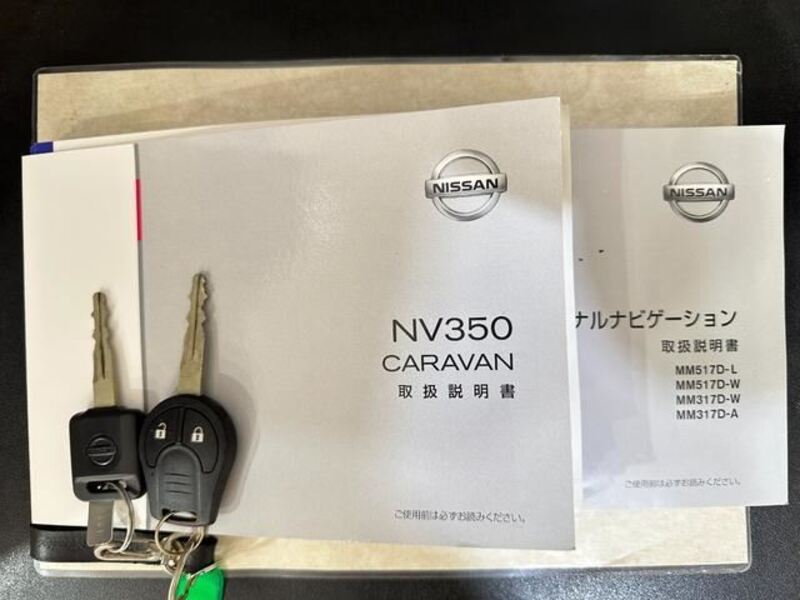 NISSAN
NV350
CARAVAN
取扱説明書
ご使用前は必ずお読みください。
NISSAN
ナルナビゲーション
取扱説明書
MM517D-L
MM517D-W
MM317D-W
MM317D-A
ご使用前は必ずお読みください。